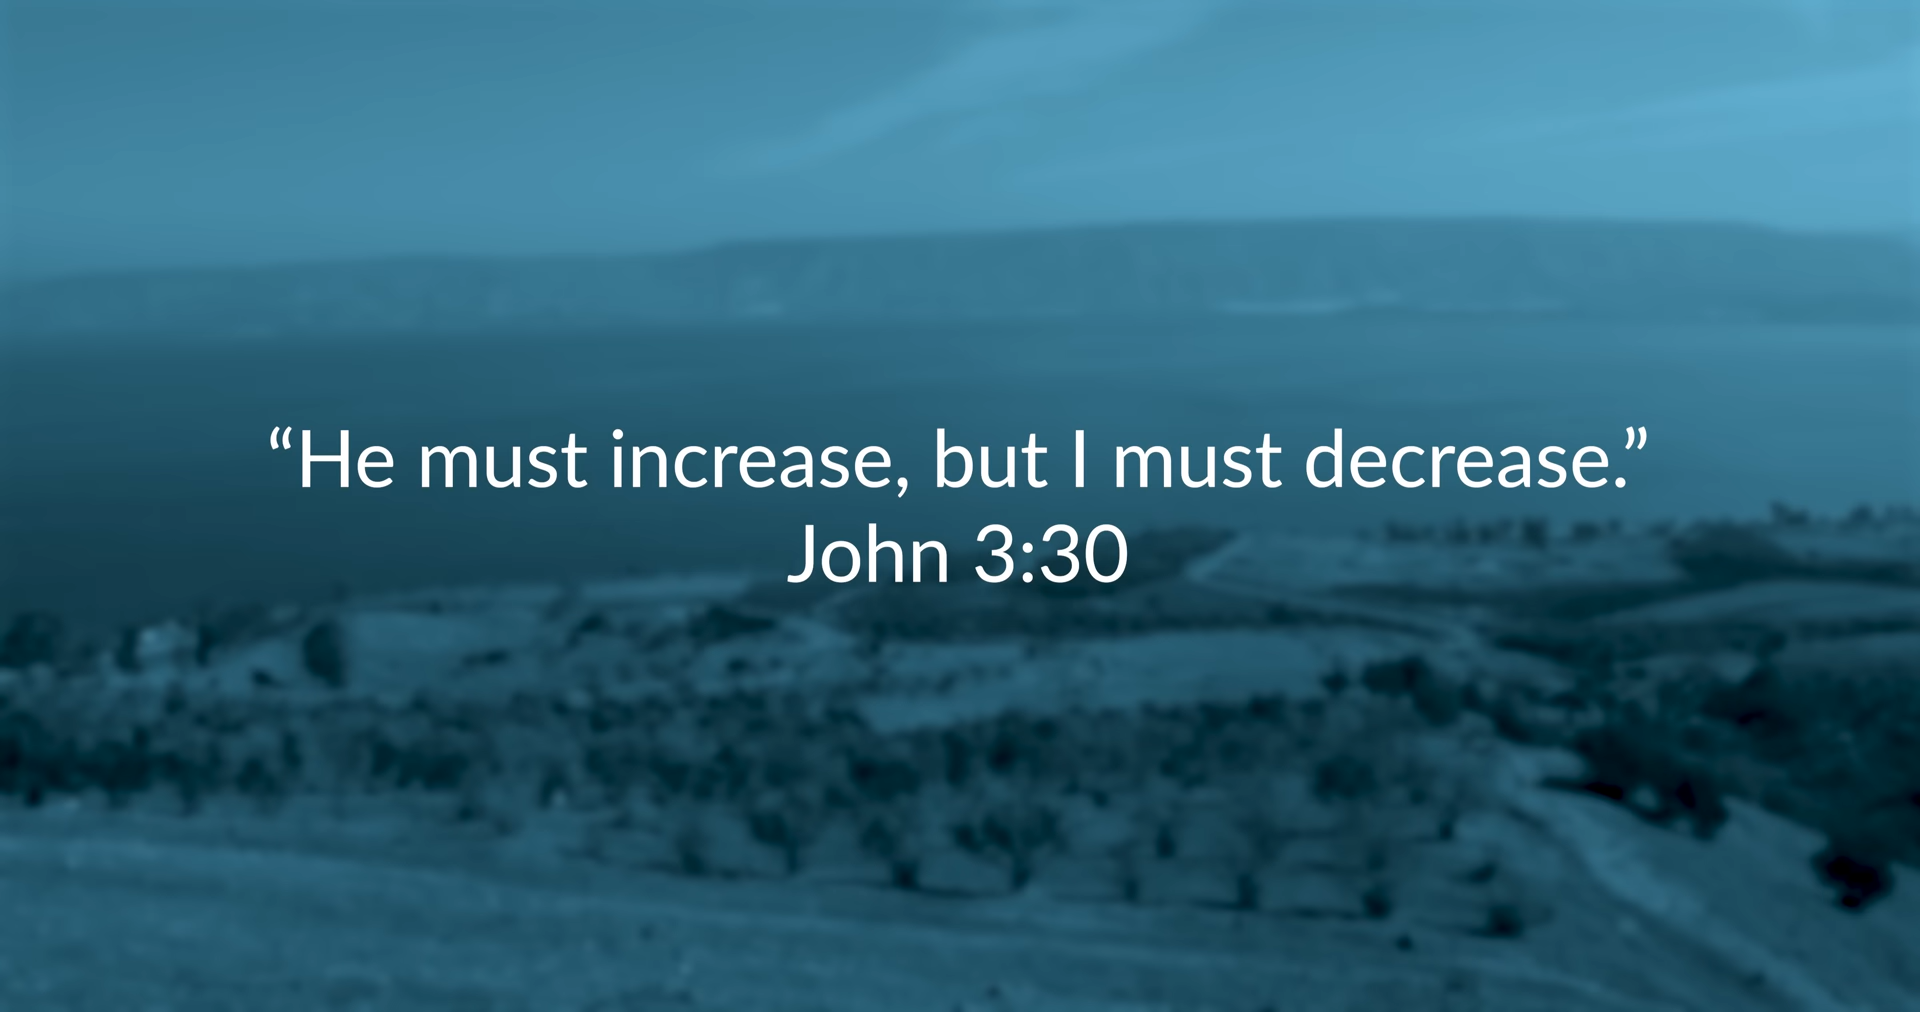 “He must increase, but I must decrease.”
John 3:30